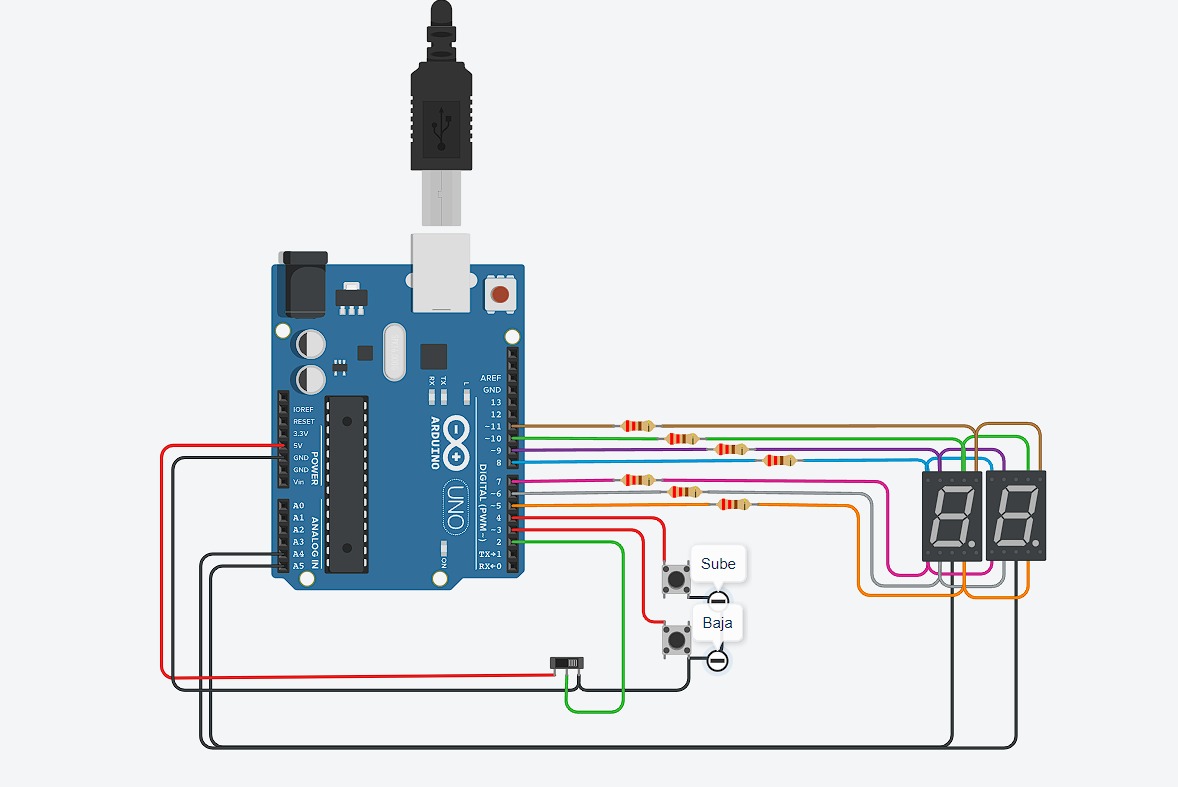 IOREF
RESET
3.3V
5V
GND
GND
Vin
POWER
A0
A1
A2
A3
A4
A5
ANALOG IN
RX
TX
L
ARDUINO
UNO
ON
AREF
GND
13
12
~11
~10
~9
8
7
~6
~5
4
~3
2
TX→1
RX←0
DIGITAL (PWM~)
Sube
Baja